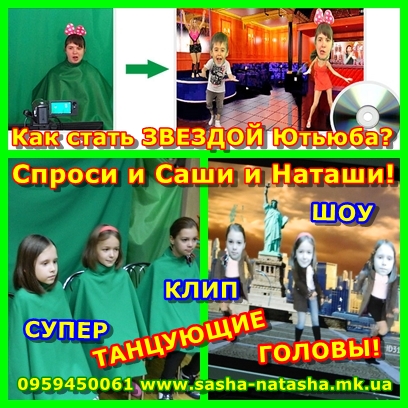 Как стать ЗВЕЗДОЙ Ютьюба?
Спроси и Саши и Наташи!
ШОУ
КЛИП
СУПЕР
ТАНЦУЮЩИЕ
ГОЛОВЫ!
0959450061 www.sasha-natasha.mk.ua